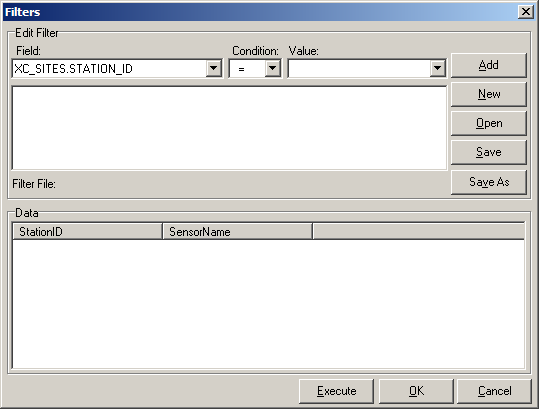 Filters
Edit Filter
Field: Condition: Value:
XC_SITES.STATION_ID = Add
New
Open
Save
Save As
Filter File:
Data
StationID SensorName
Execute OK Cancel